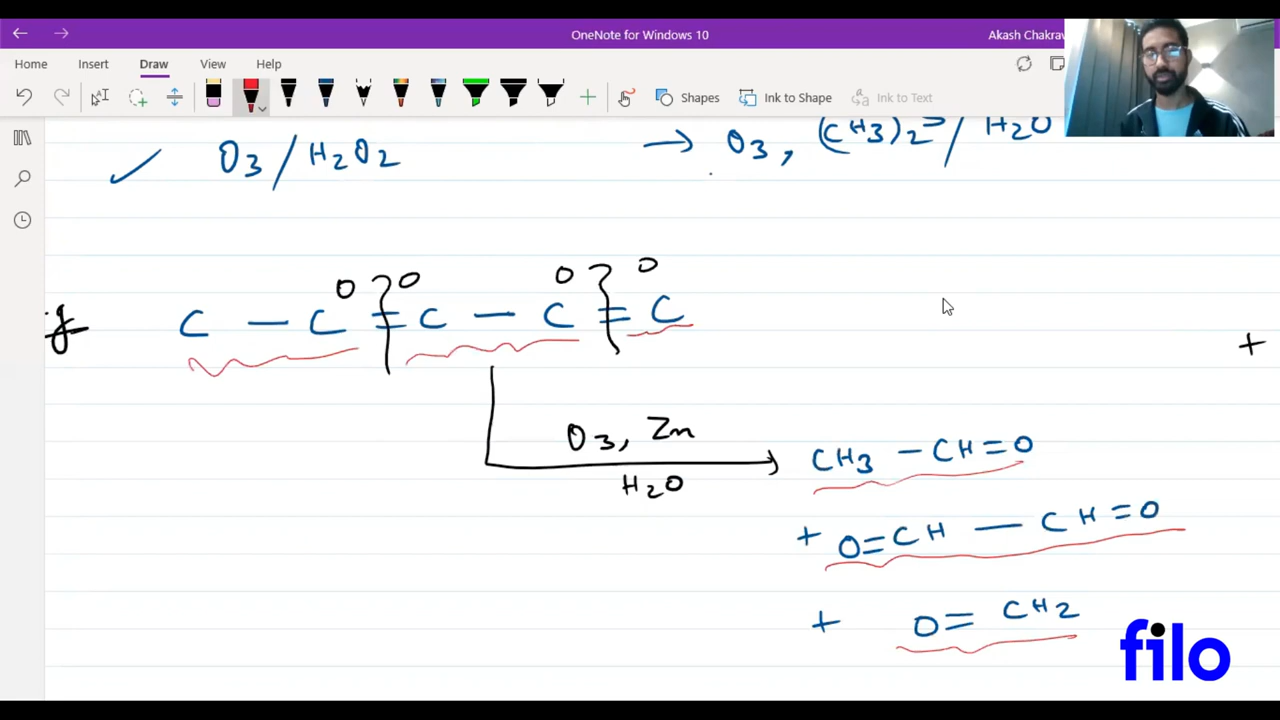 OneNote for Windows 10
Akash Chakrav
Home Insert Draw View Help
Shapes Ink to Shape Ink to Text
✓ O3/H2O2 → O3, (CH3)2S/H2O
O O O O
C — C = C — C = C
+
O3, Zn
H2O
CH3 — CH=O
+ O=CH — CH=O
+ O= CH2
filo